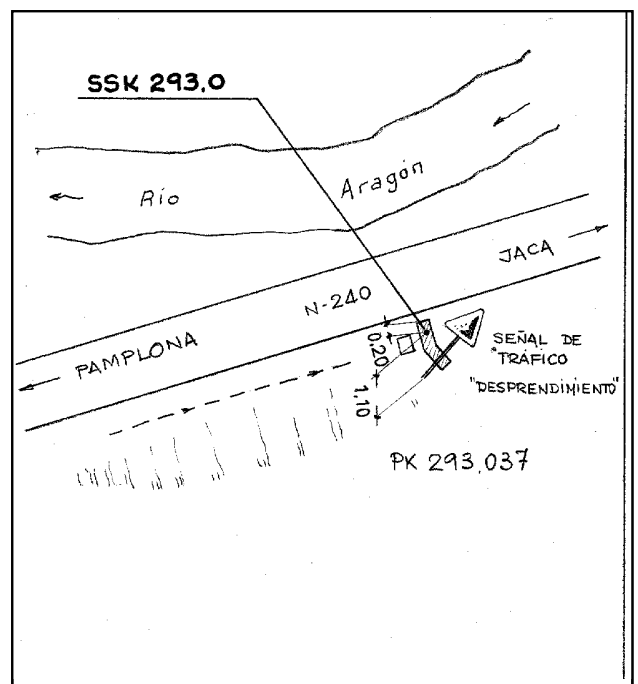 SSK 293.0
Río Aragón
JACA
N-240
PAMPLONA
0,20
1,10
SEÑAL DE
TRÁFICO
"DESPRENDIMIENTO"
PK 293,037